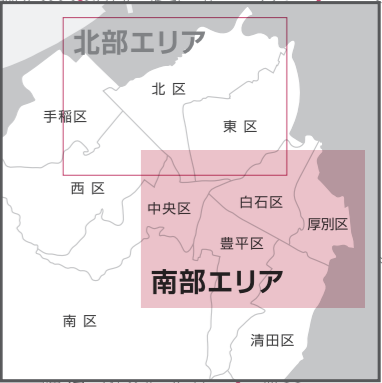 北部エリア
北 区
手稲区
東 区
西 区
中央区
白石区
厚別区
豊平区
南部エリア
南 区
清田区